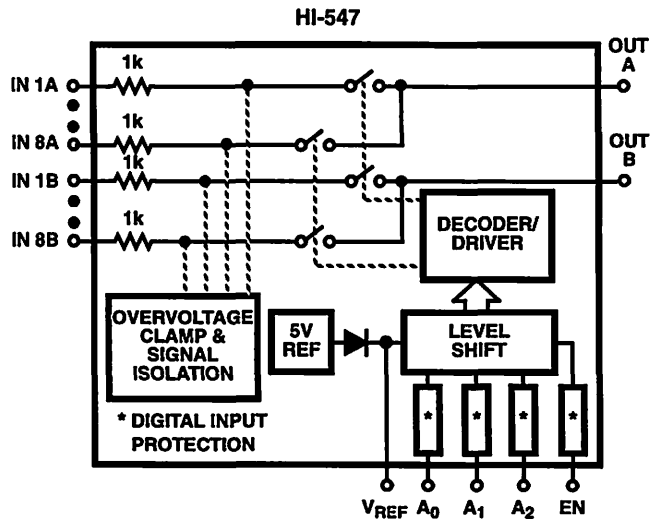 HI-547
OUT
A
1k
IN 1A
1k
IN 8A
OUT
B
1k
IN 1B
1k
IN 8B
DECODER/
DRIVER
OVERVOLTAGE
CLAMP &
SIGNAL
ISOLATION
5V
REF
LEVEL
SHIFT
* DIGITAL INPUT
PROTECTION
* * * *
VREF A0 A1 A2 EN